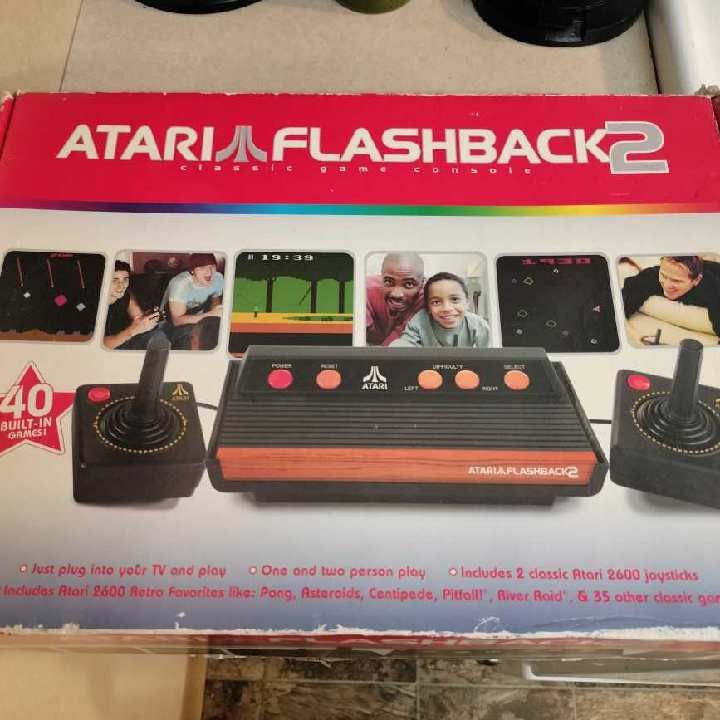 ATARI FLASHBACK2
classic game console
19:39
1930
40
BUILT-IN
GAMES!
POWER
RESET
ATARI
DIFFICULTY
LEFT
RIGHT
SELECT
ATARI
ATARI FLASHBACK2
Just plug into your TV and play
One and two person play
Includes 2 classic Atari 2600 joysticks
Includes Atari 2600 Retro Favorites like: Pong, Asteroids, Centipede, Pitfall!, River Raid, & 35 other classic